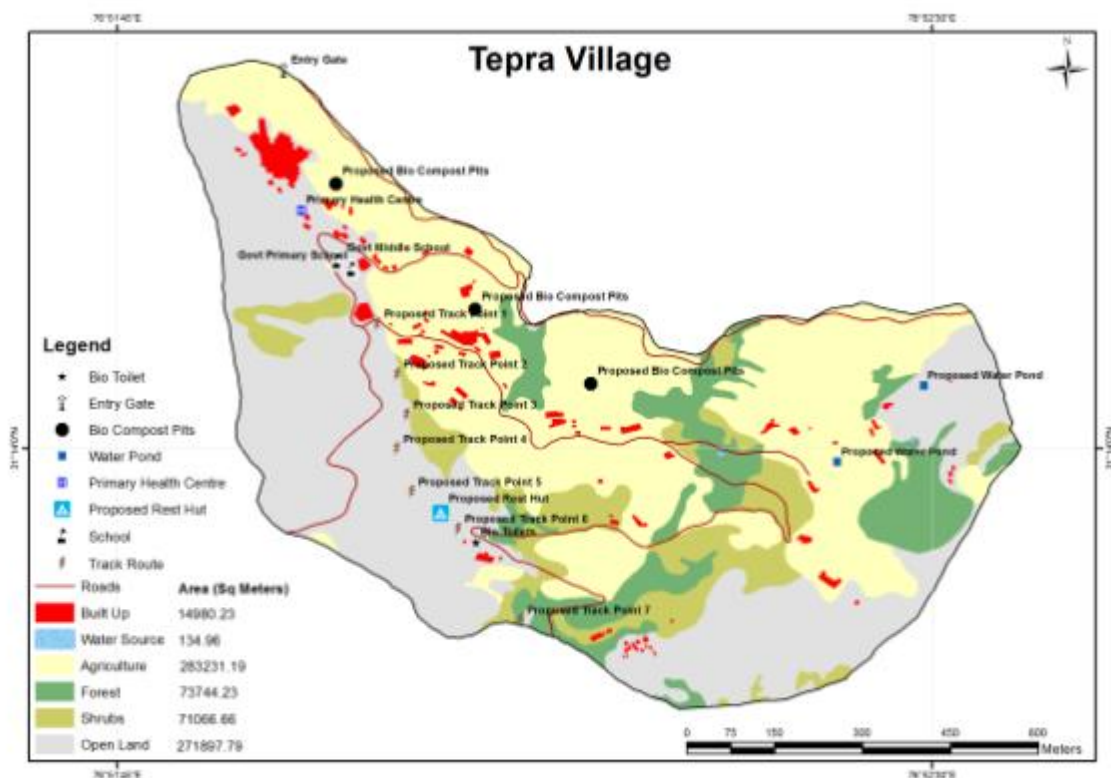 Tepra Village
N
Entry Gate
Proposed Bio Compost Pits
Primary Health Centre
Govt Middle School
Govt Primary School
Proposed Bio Compost Pits
Proposed Track Point 1
Proposed Track Point 2
Proposed Bio Compost Pits
Proposed Water Pond
Proposed Track Point 3
Proposed Track Point 4
Proposed Water Pond
Proposed Track Point 5
Proposed Rest Hut
Proposed Track Point 6
Proposed Track Point 7
Legend
Bio Toilet
Entry Gate
Bio Compost Pits
Water Pond
Primary Health Centre
Proposed Rest Hut
School
Track Route
Roads Area (Sq Meters)
Built Up 14980.23
Water Source 134.96
Agriculture 283231.19
Forest 73744.23
Shrubs 71066.66
Open Land 271897.79
0 75 150 300 450 600
Meters